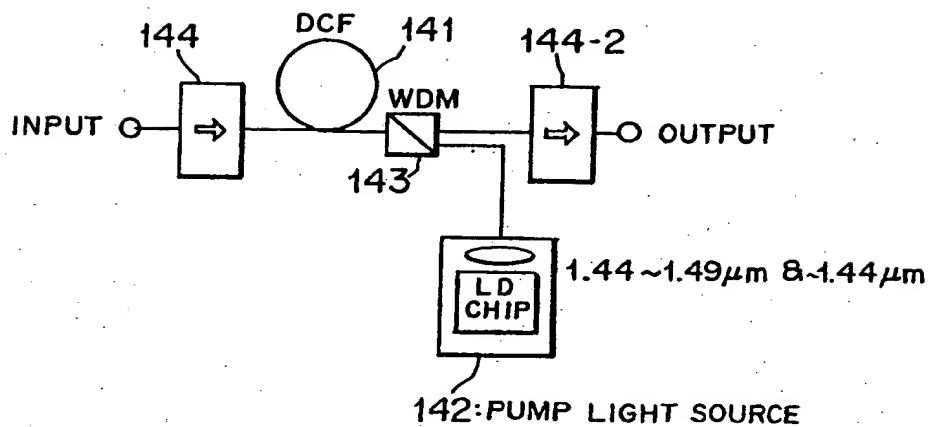 DCF
144
141
144-2
WDM
INPUT
OUTPUT
143
1.44~1.49μm &~1.44μm
LD
CHIP
142:PUMP LIGHT SOURCE